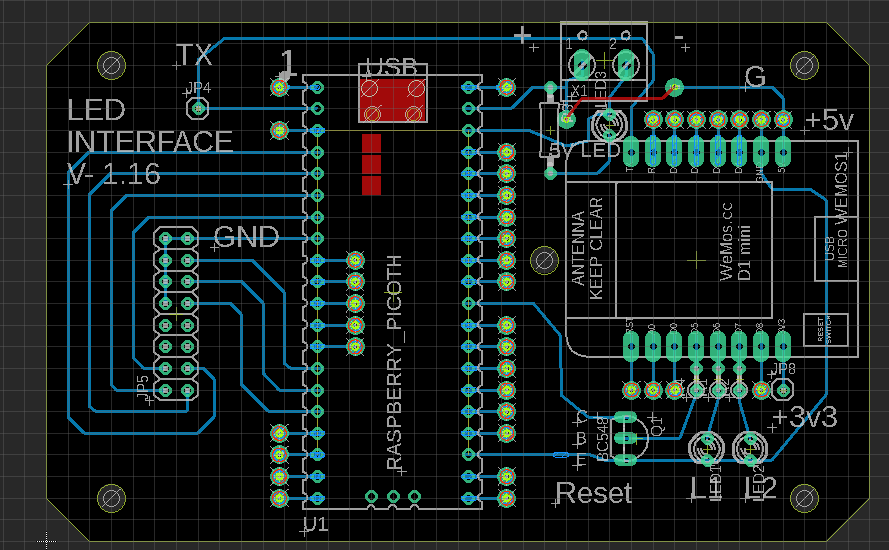 TX
JP4
1
USB
+
-
1
2
X1
LED3
G
+5v
LED
INTERFACE
V- 1.16
5V LED
GND
JP5
RASPBERRY_PICOTH
U1
ANTENNA
KEEP CLEAR
WeMos.cc
D1 mini
USB
MICRO
WEMOS1
RESET
SWITCH
JP8
+3v3
C
B
E
BC548
Q1
Reset
L1
LED1
L2
LED2